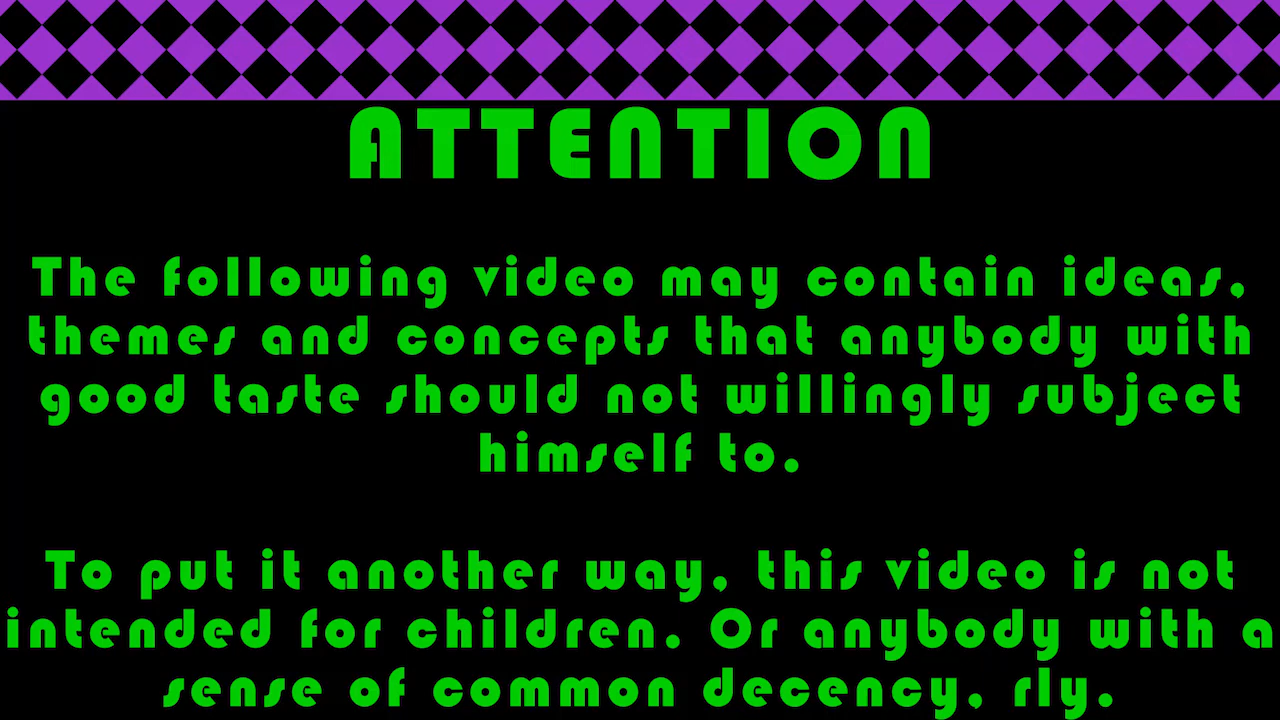 ATTENTION
The following video may contain ideas,
themes and concepts that anybody with
good taste should not willingly subject
himself to.
To put it another way, this video is not
intended for children. Or anybody with a
sense of common decency, rly.